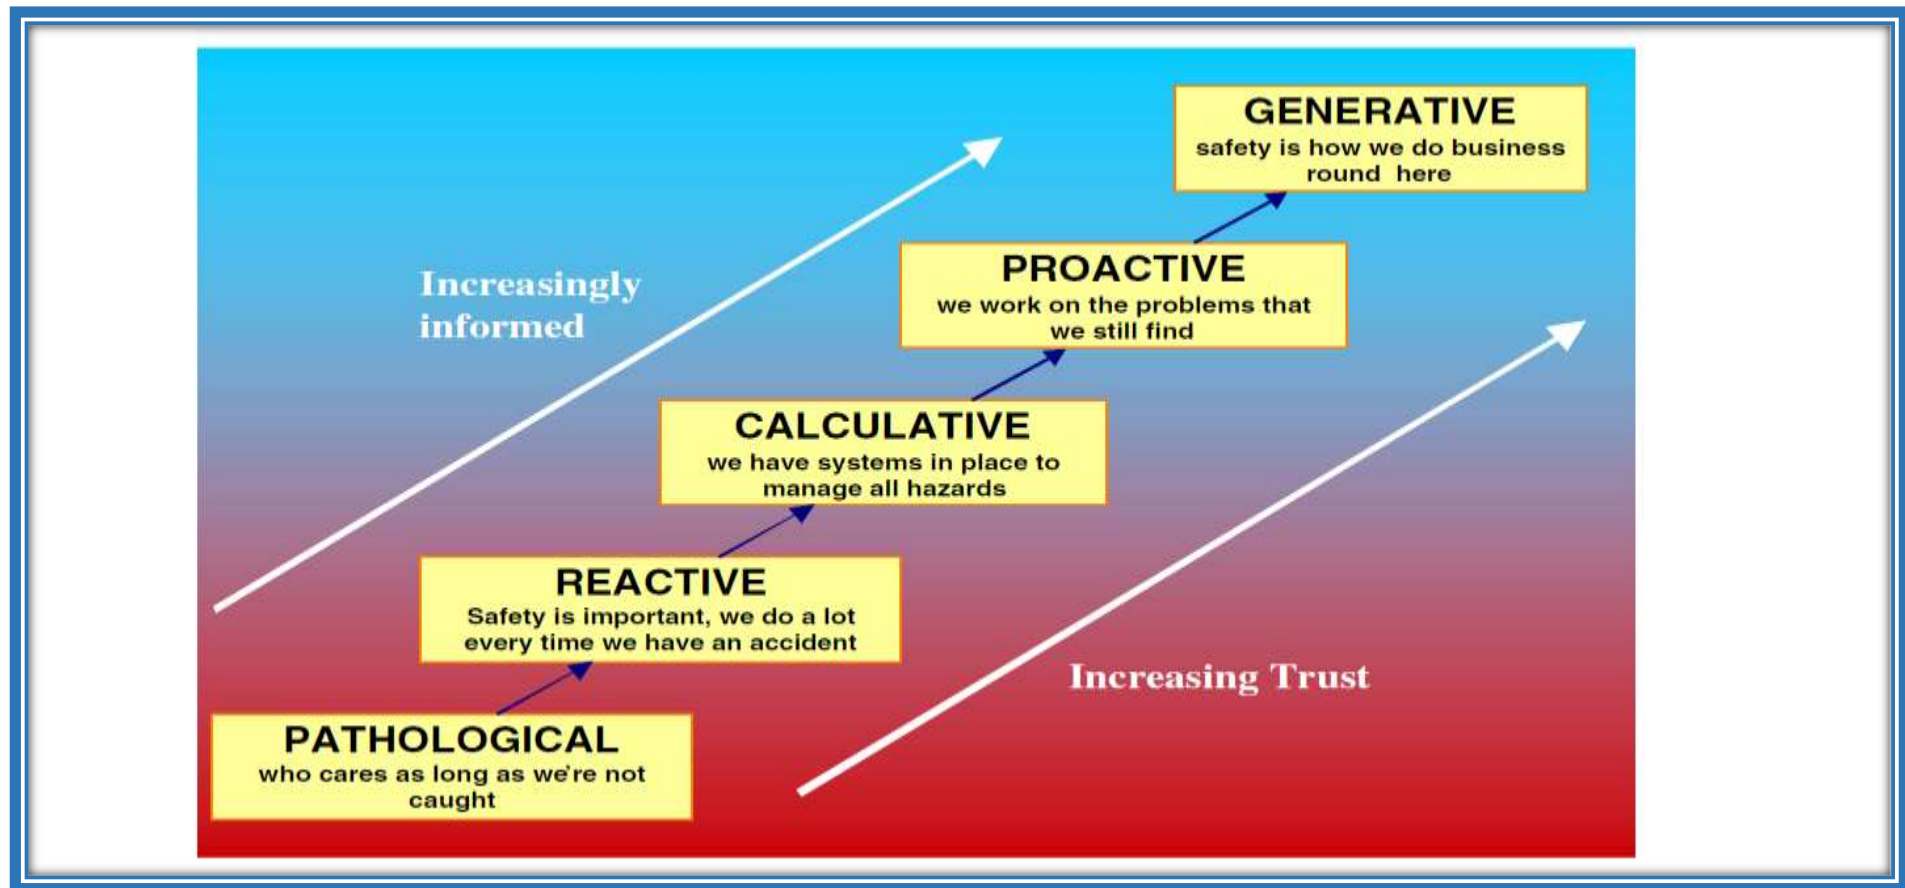 GENERATIVE
safety is how we do business
round here
PROACTIVE
we work on the problems that
we still find
Increasingly
informed
CALCULATIVE
we have systems in place to
manage all hazards
REACTIVE
Safety is important, we do a lot
every time we have an accident
Increasing Trust
PATHOLOGICAL
who cares as long as we're not
caught